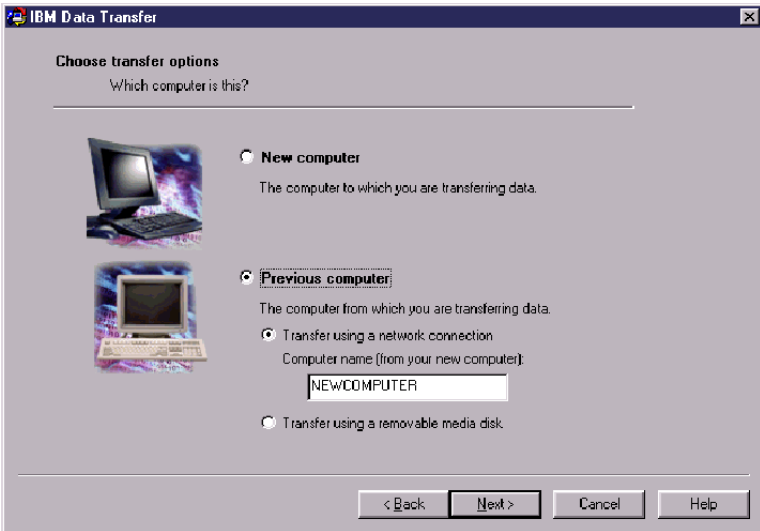 IBM Data Transfer
Choose transfer options
Which computer is this?
New computer
The computer to which you are transferring data.
Previous computer
The computer from which you are transferring data.
Transfer using a network connection
Computer name (from your new computer):
NEWCOMPUTER
Transfer using a removable media disk
< Back
Next >
Cancel
Help